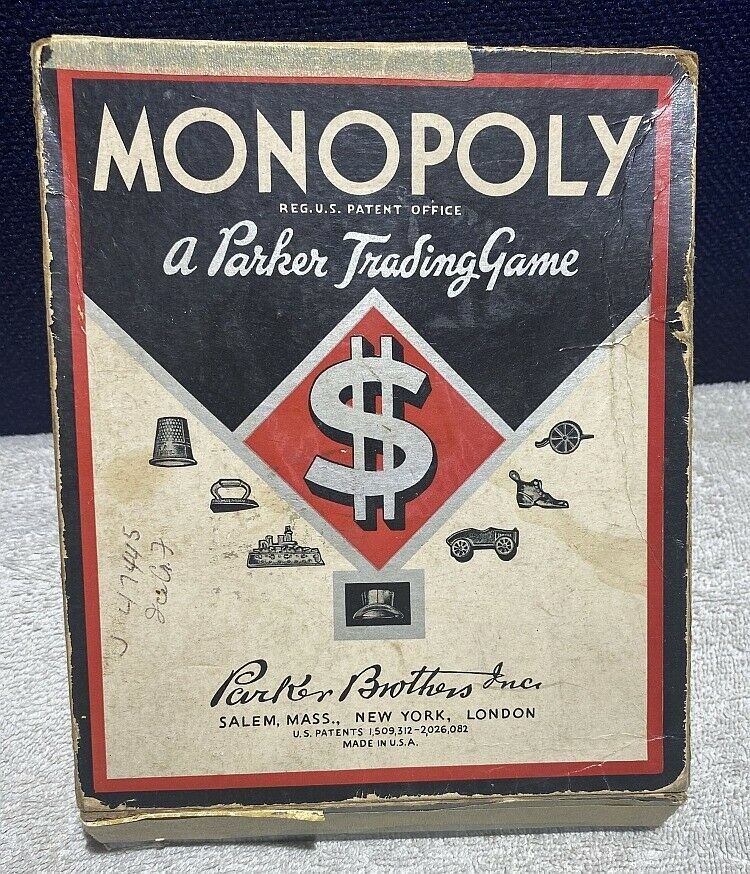 MONOPOLY
REG. U.S. PATENT OFFICE
a Parker Trading Game
$
J 47445
Parker Brothers Inc.
SALEM, MASS., NEW YORK, LONDON
U.S. PATENTS 1,509,312-2,026,082
MADE IN U.S.A.